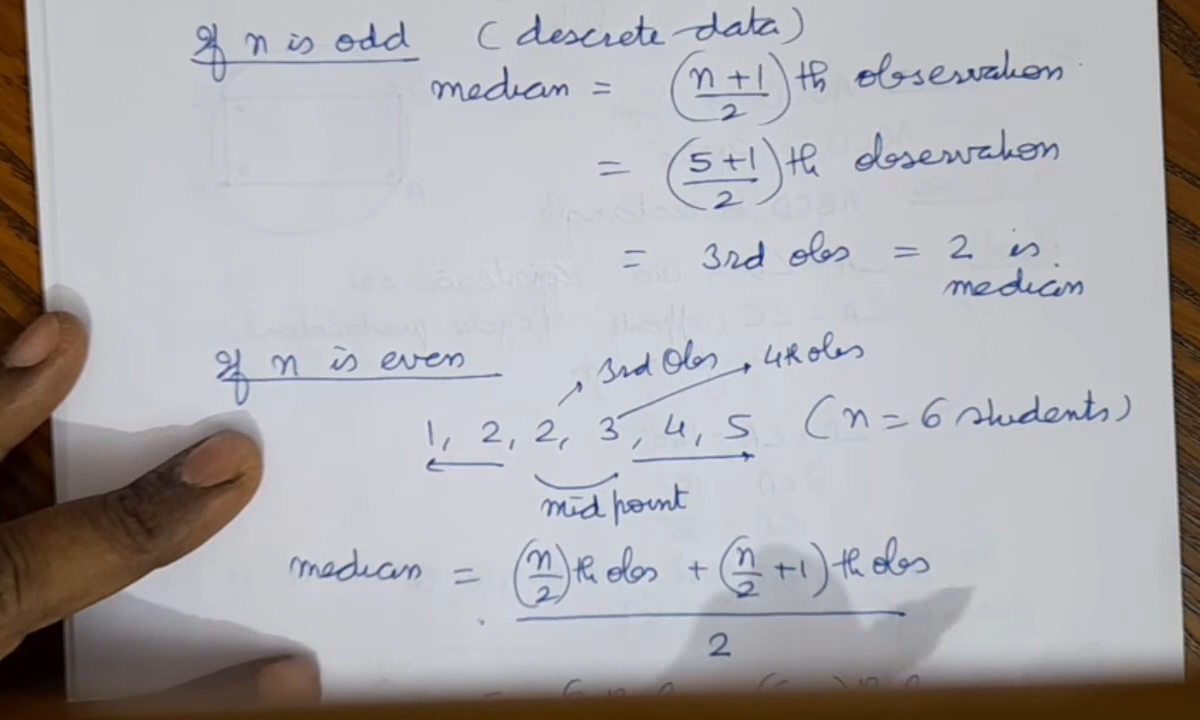 If n is odd (descrete data)
median = (n+1/2)th observation
= (5+1/2)th observation
= 3rd obs = 2 is
median
If n is even
3rd Obs 4th obs
1, 2, 2, 3, 4, 5 (n = 6 students)
mid point
median = (n/2)th obs + (n/2 +1)th obs
2